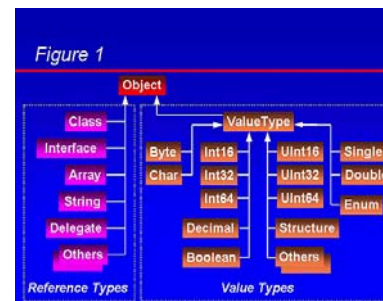 Figure 1
Object
Class
Interface
Array
String
Delegate
Others
Reference Types
ValueType
Byte
Char
Int16
Int32
Int64
Decimal
Boolean
UInt16
UInt32
UInt64
Structure
Others
Single
Double
Enum
Value Types